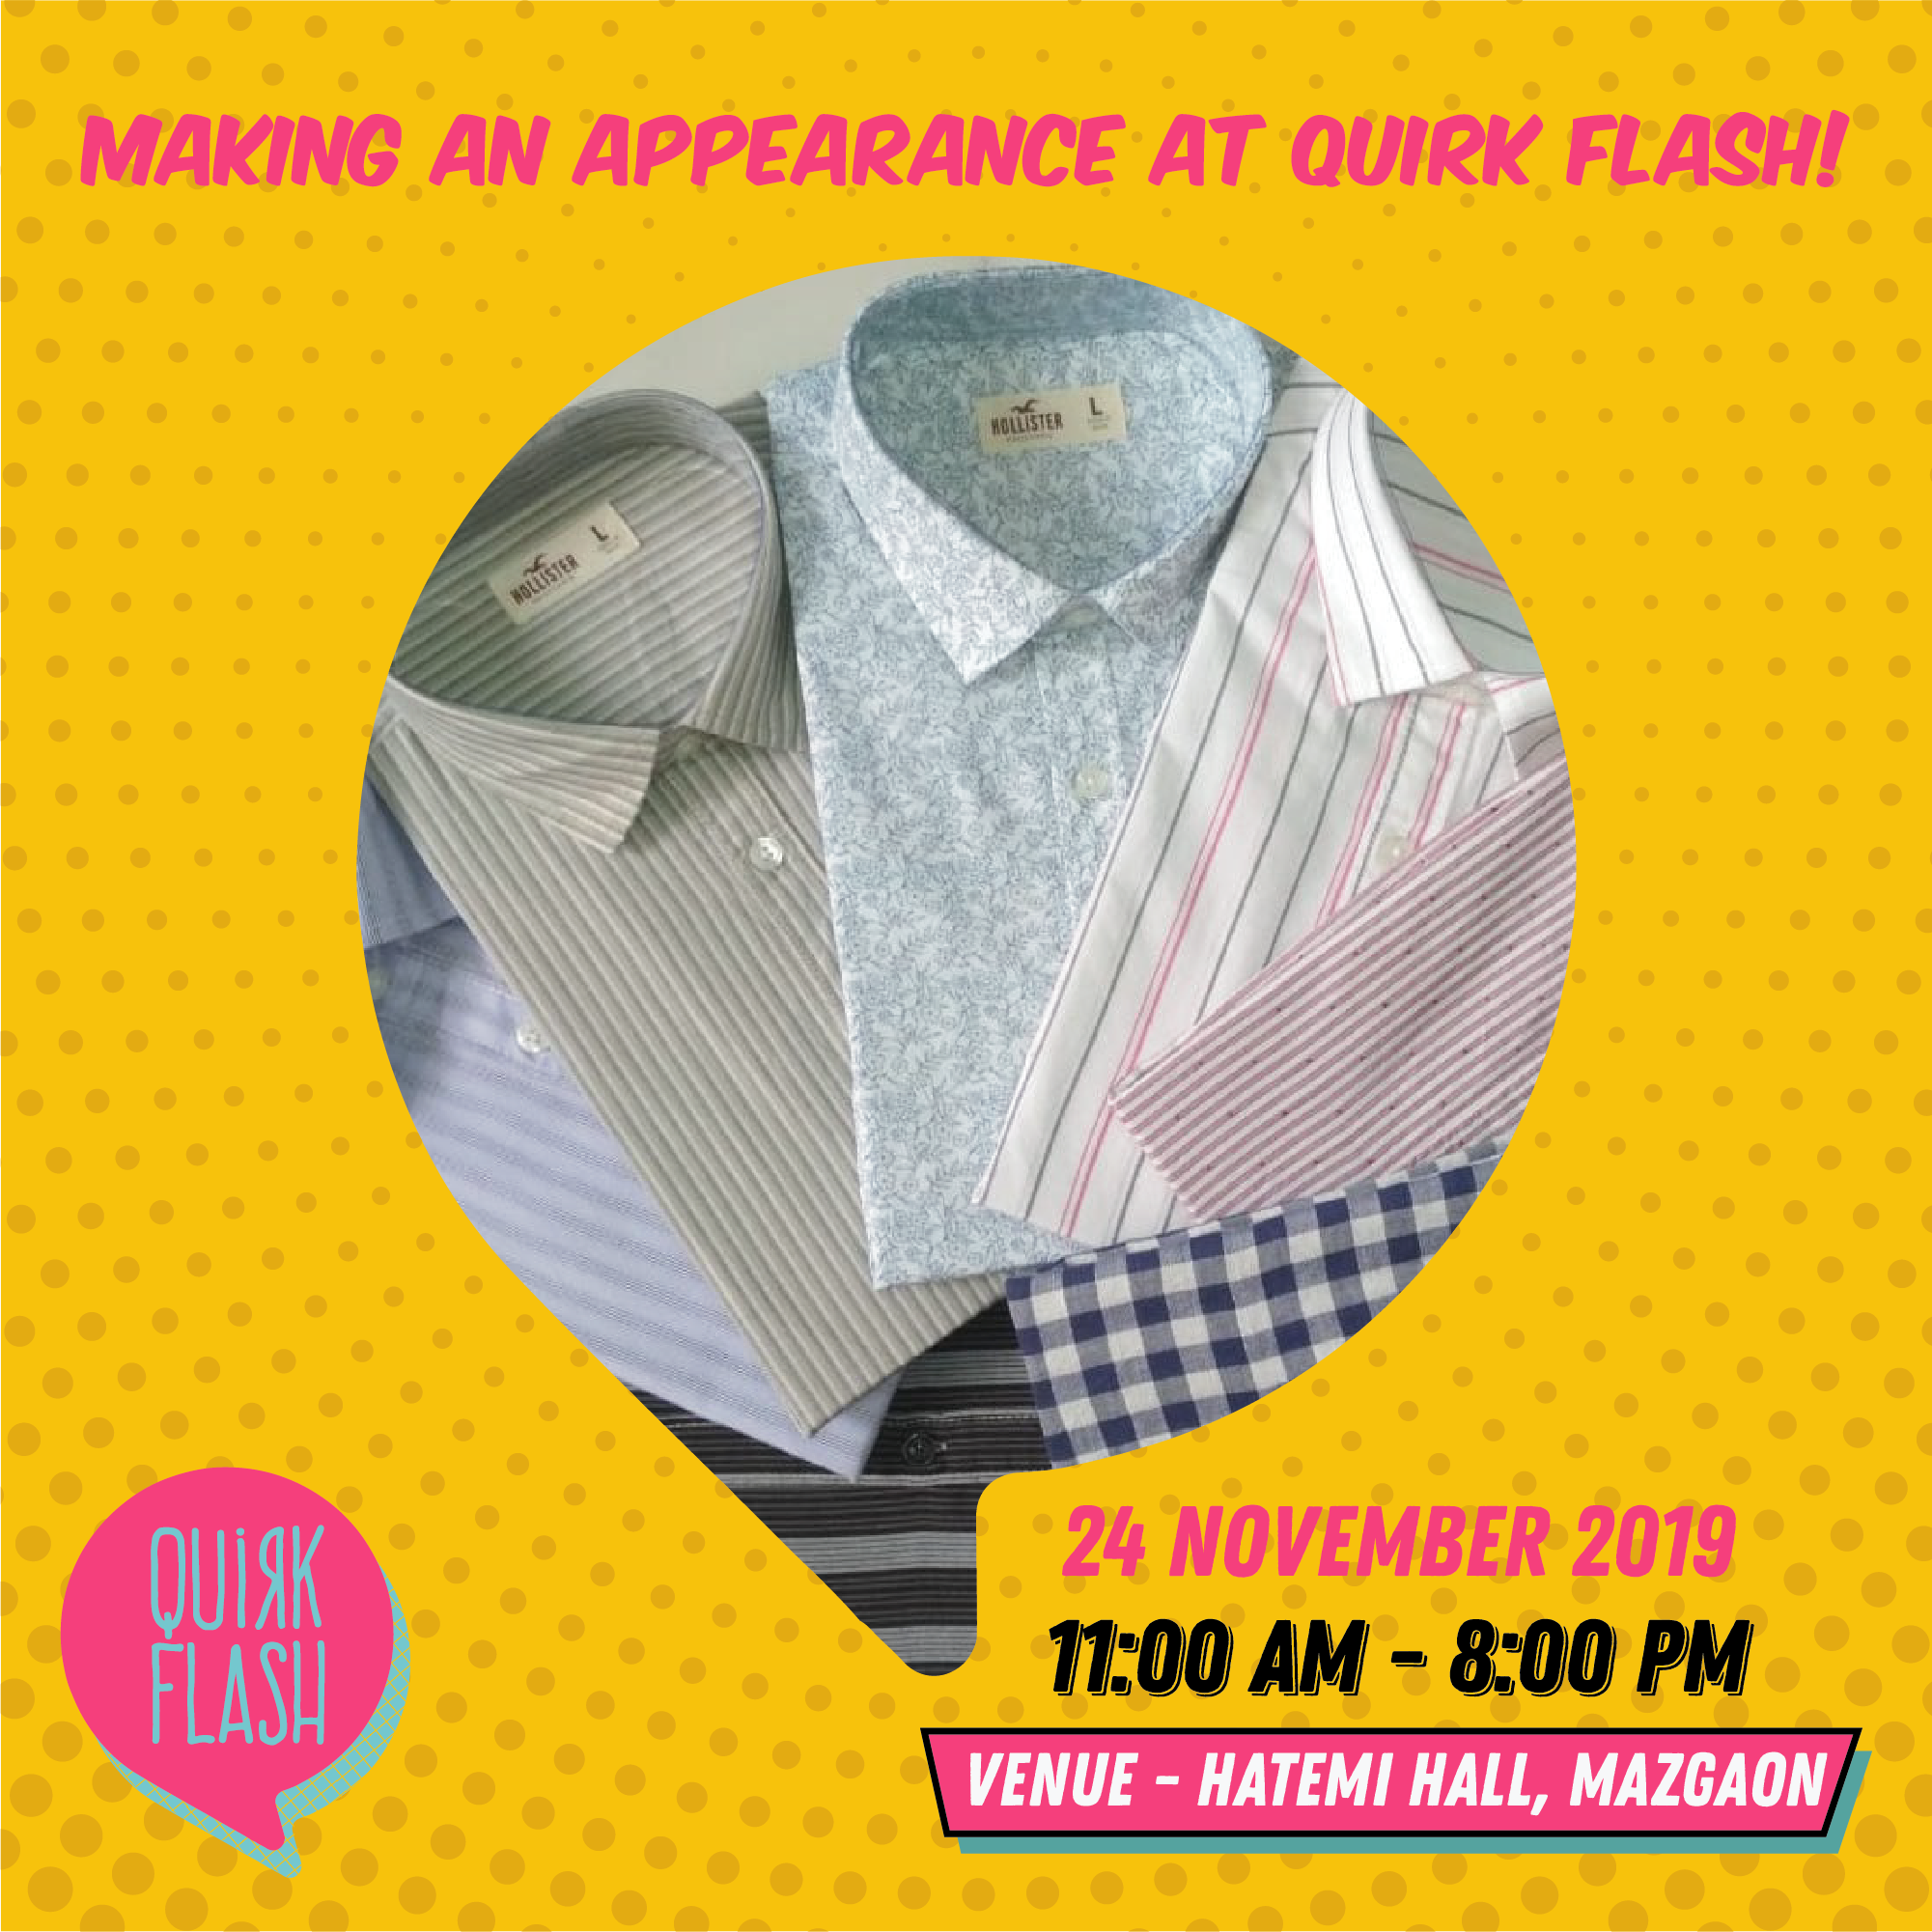 MAKING AN APPEARANCE AT QUIRK FLASH!
HOLLISTER L
HOLLISTER L
24 NOVEMBER 2019
11:00 AM - 8:00 PM
VENUE - HATEMI HALL, MAZGAON
QUIRK
FLASH